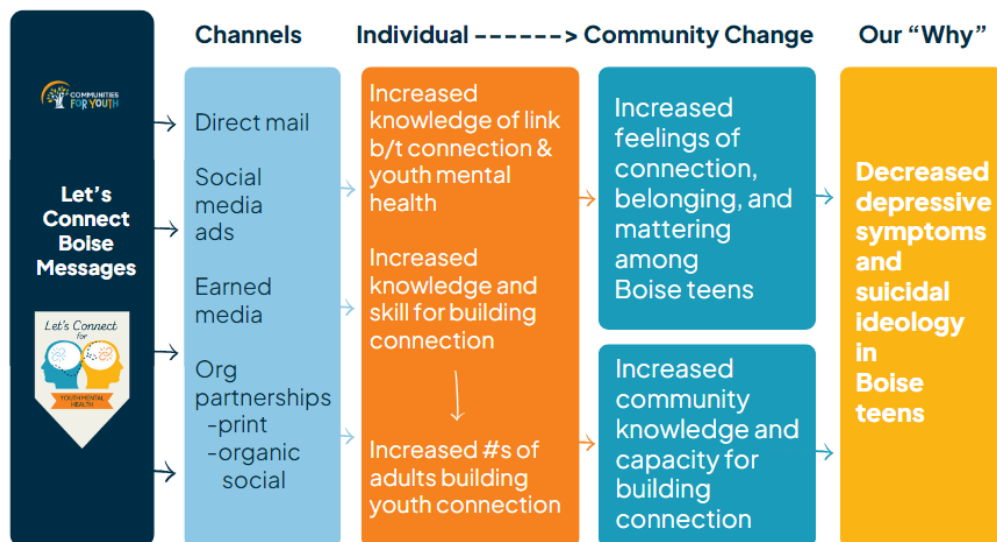 Channels
Individual ------> Community Change
Our “Why”
COMMUNITIES
FOR YOUTH
Let’s
Connect
Boise
Messages
Let's Connect
for
YOUTH MENTAL
HEALTH
Direct mail
Social
media
ads
Earned
media
Org
partnerships
-print
-organic
social
Increased
knowledge of link
b/t connection &
youth mental
health
Increased
knowledge and
skill for building
connection
Increased #s of
adults building
youth connection
Increased
feelings of
connection,
belonging, and
mattering
among
Boise teens
Increased
community
knowledge and
capacity for
building
connection
Decreased
depressive
symptoms
and
suicidal
ideology
in
Boise
teens